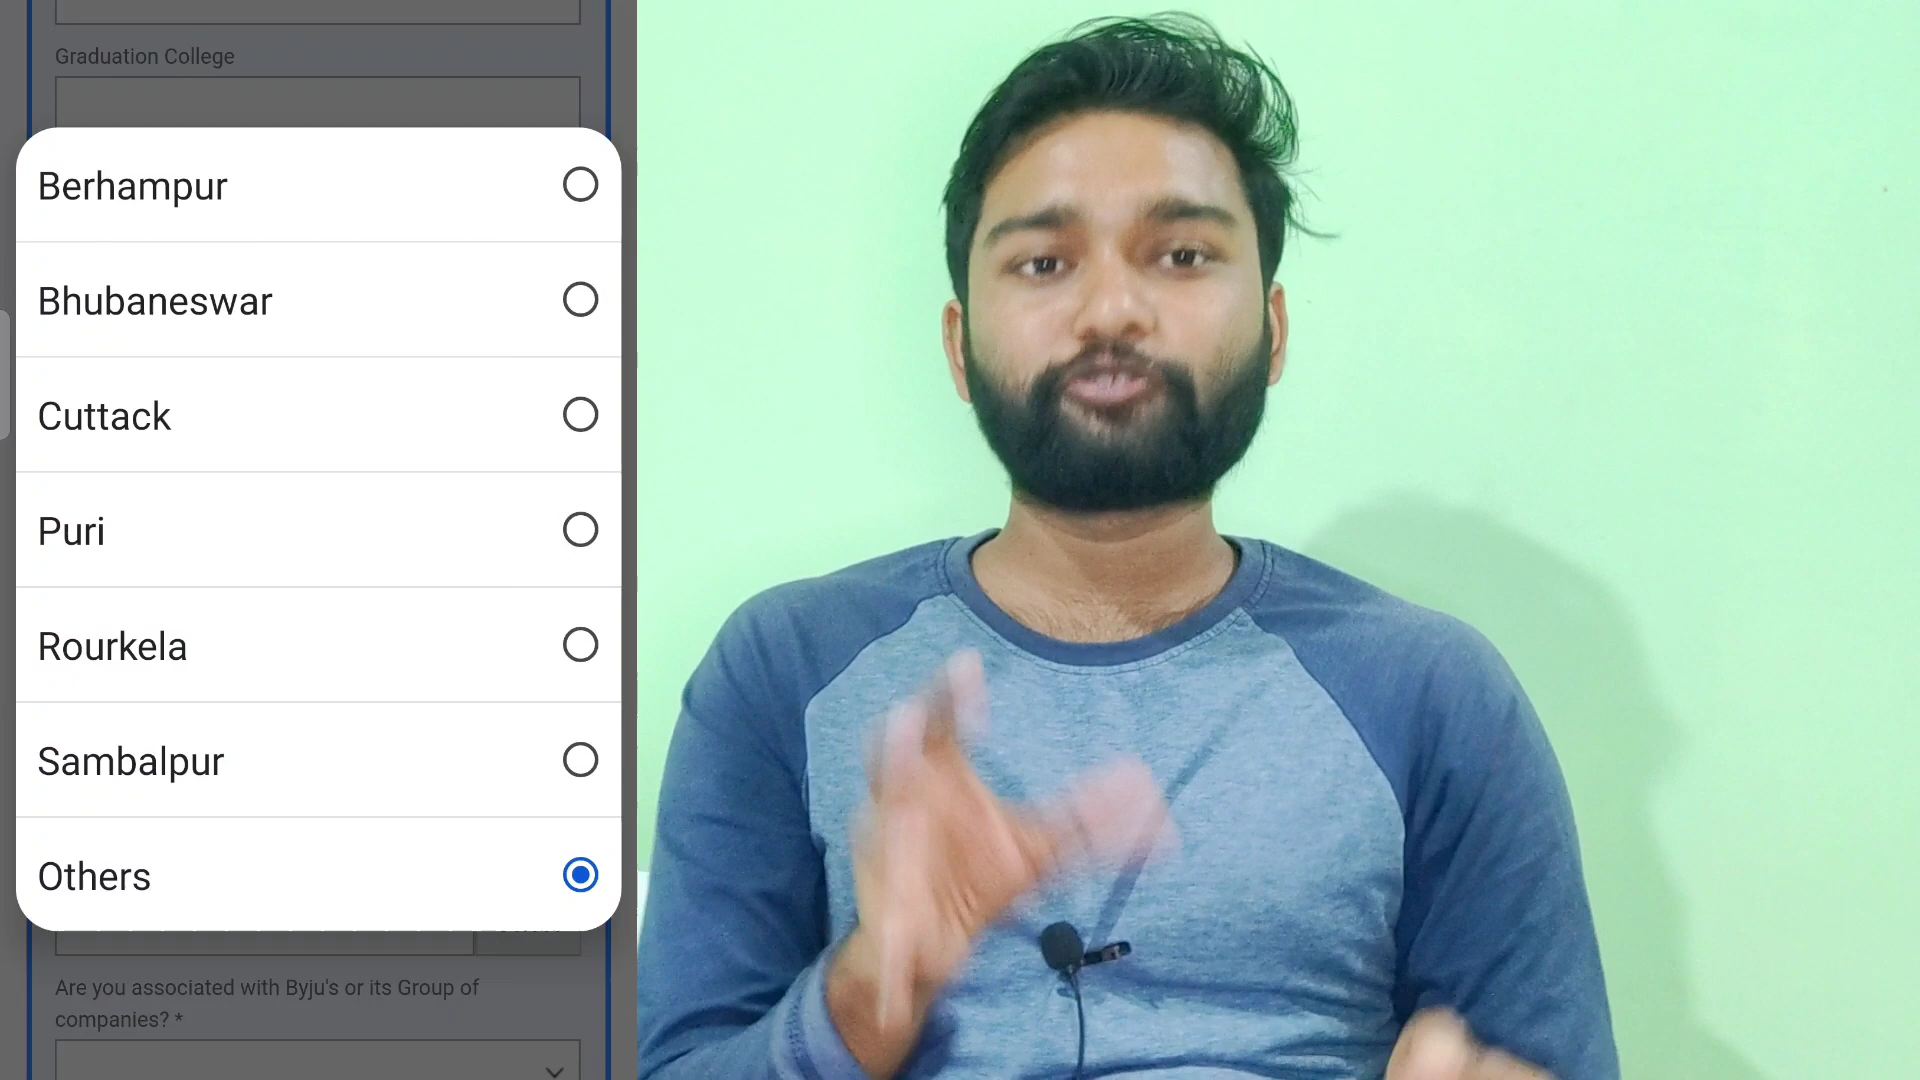 Graduation College
Berhampur
Bhubaneswar
Cuttack
Puri
Rourkela
Sambalpur
Others
Are you associated with Byju's or its Group of
companies? *